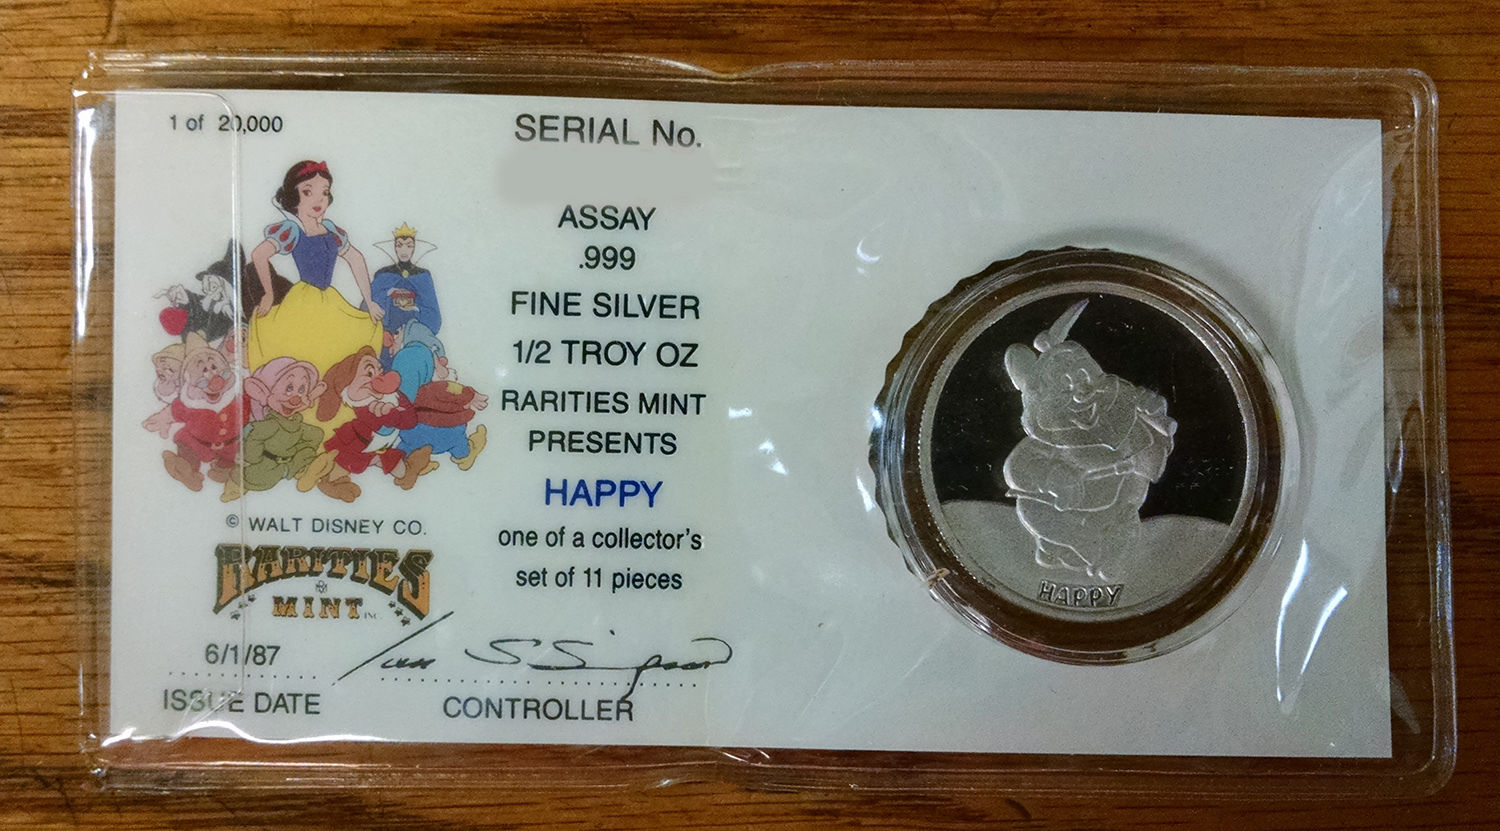 1 of 20,000
SERIAL No.
ASSAY
.999
FINE SILVER
1/2 TROY OZ
RARITIES MINT
PRESENTS
HAPPY
one of a collector's
set of 11 pieces
© WALT DISNEY CO.
RARITIES
MINT INC.
6/1/87
ISSUE DATE
CONTROLLER
HAPPY